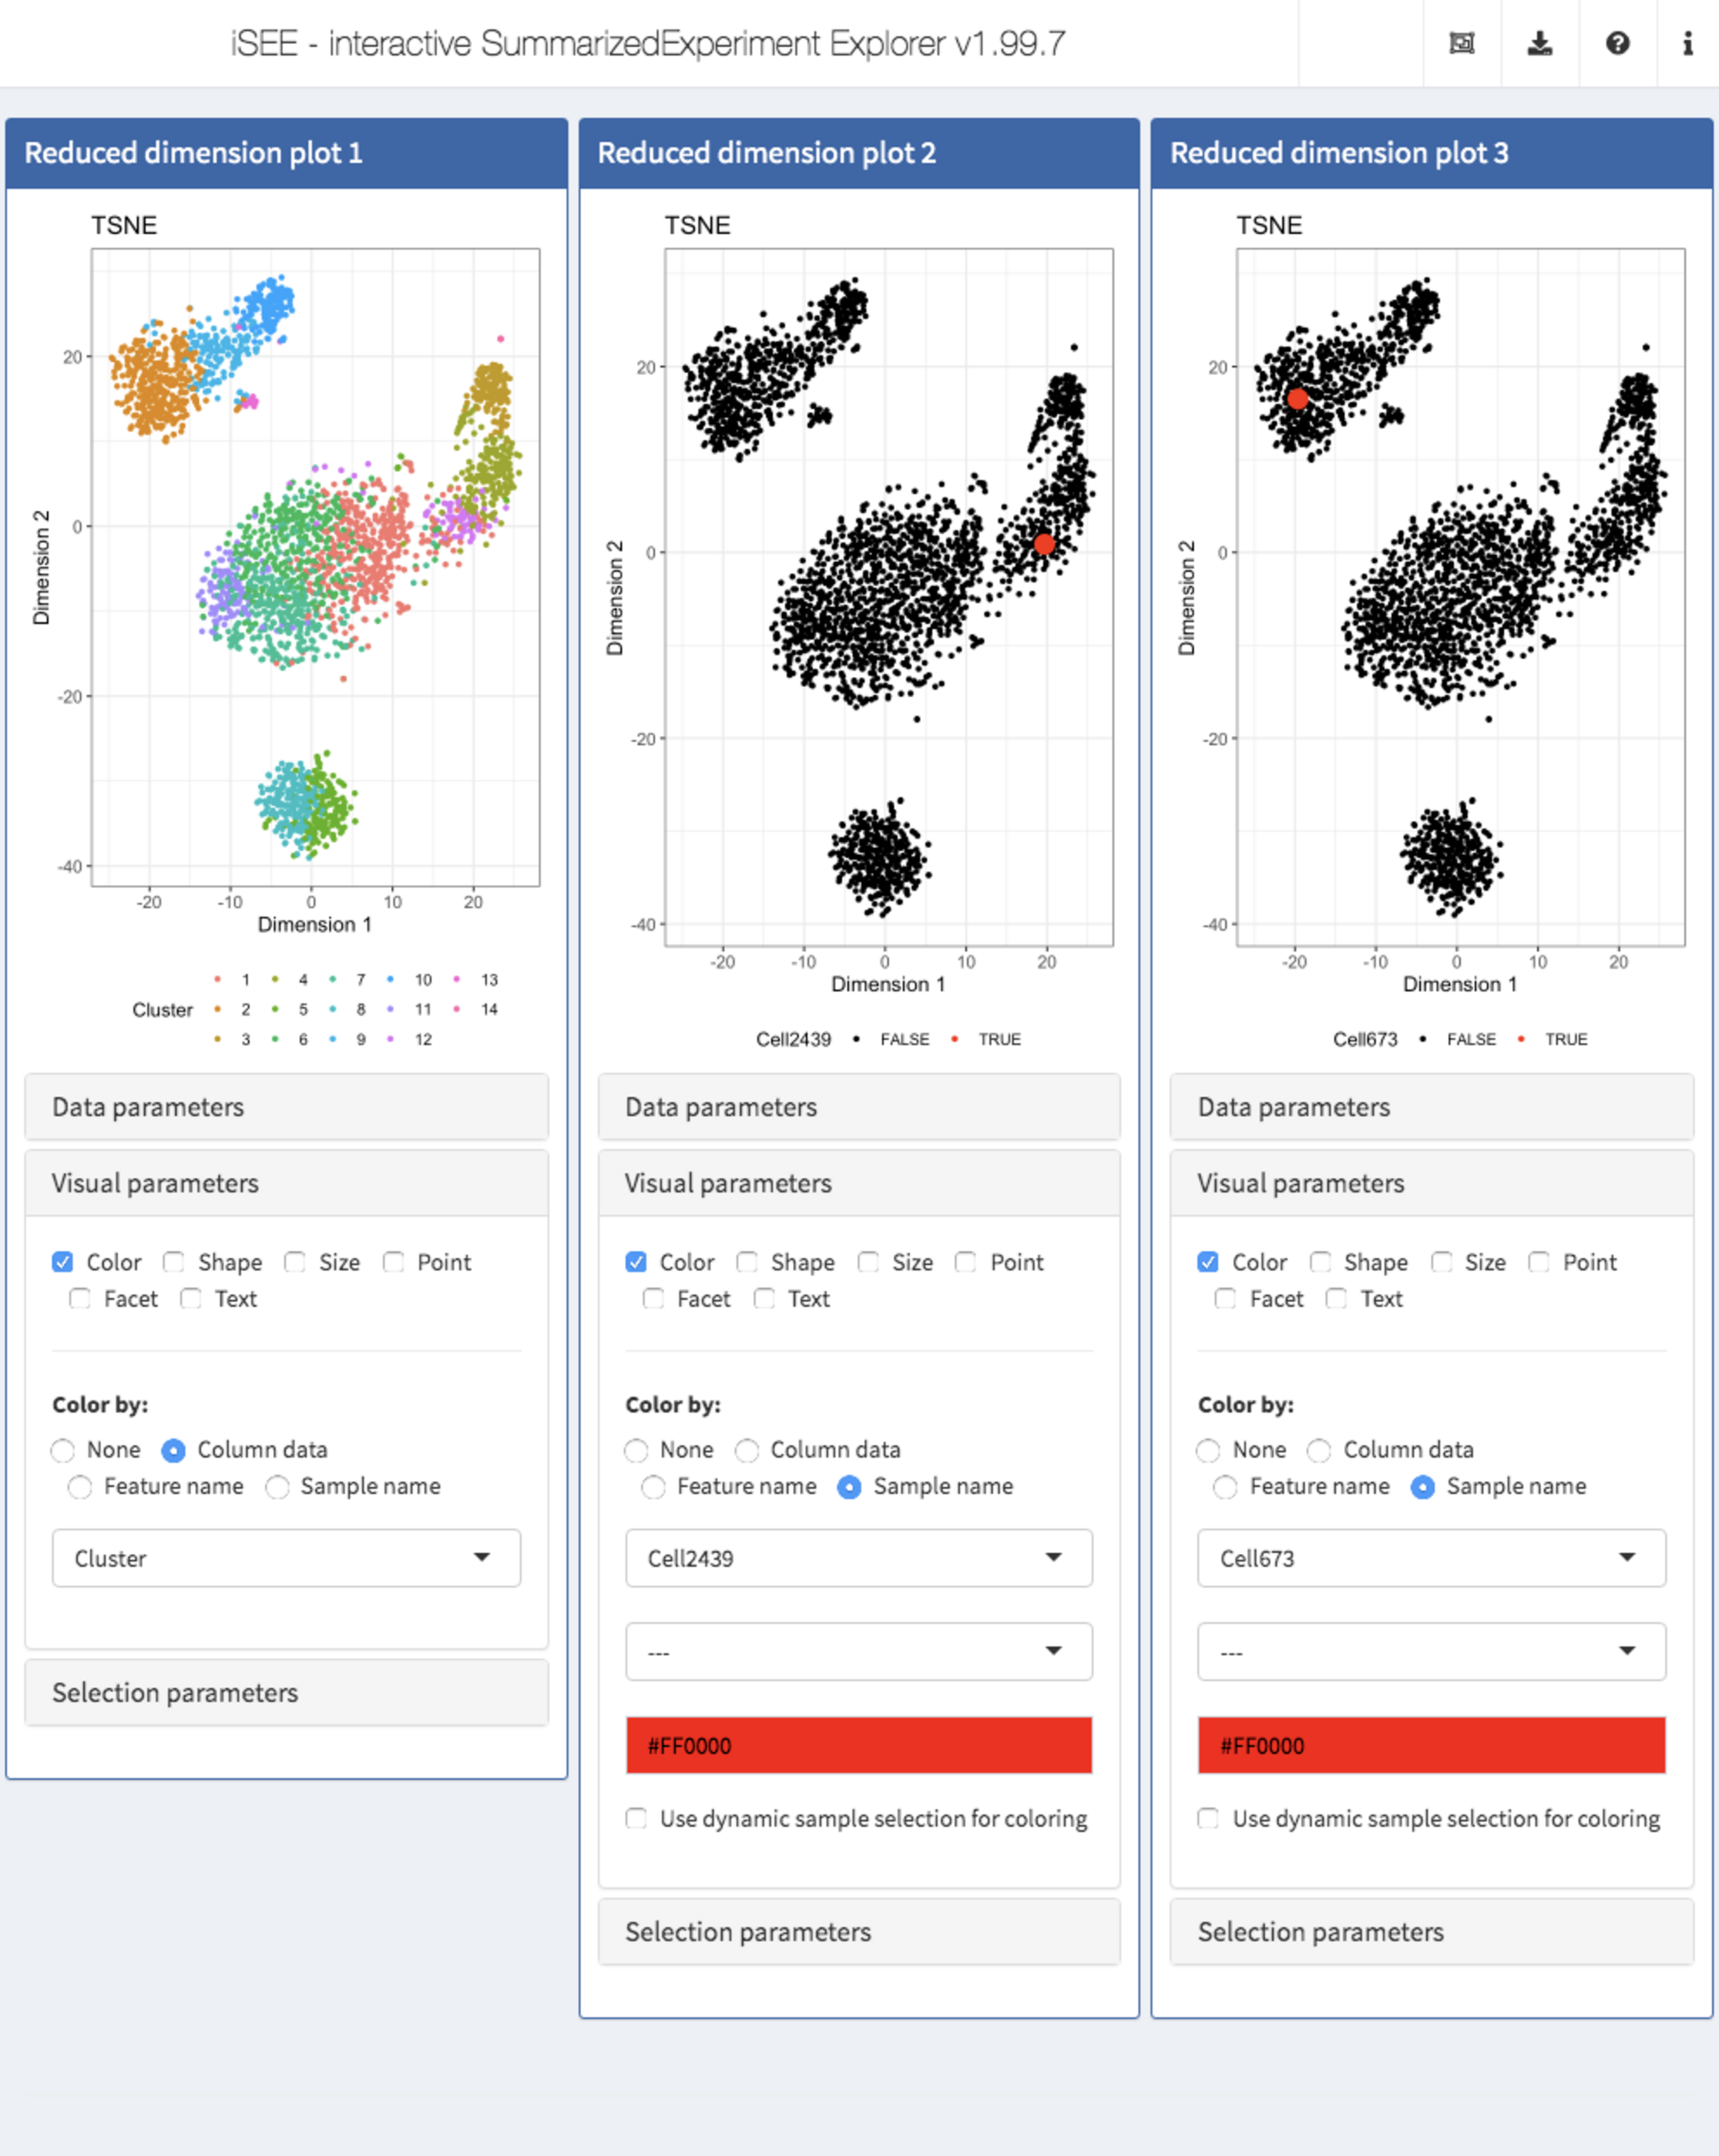 iSEE - interactive SummarizedExperiment Explorer v1.99.7
Reduced dimension plot 1
TSNE
20
0
-20
-40
Dimension 2
-20 -10 0 10 20
Dimension 1
Cluster
1 4 7 10 13
2 5 8 11 14
3 6 9 12
Data parameters
Visual parameters
Color Shape Size Point
Facet Text
Color by:
None Column data
Feature name Sample name
Cluster
Selection parameters
Reduced dimension plot 2
TSNE
20
0
-20
-40
Dimension 2
-20 -10 0 10 20
Dimension 1
Cell2439 FALSE TRUE
Data parameters
Visual parameters
Color Shape Size Point
Facet Text
Color by:
None Column data
Feature name Sample name
Cell2439
---
#FF0000
Use dynamic sample selection for coloring
Selection parameters
Reduced dimension plot 3
TSNE
20
0
-20
-40
Dimension 2
-20 -10 0 10 20
Dimension 1
Cell673 FALSE TRUE
Data parameters
Visual parameters
Color Shape Size Point
Facet Text
Color by:
None Column data
Feature name Sample name
Cell673
---
#FF0000
Use dynamic sample selection for coloring
Selection parameters